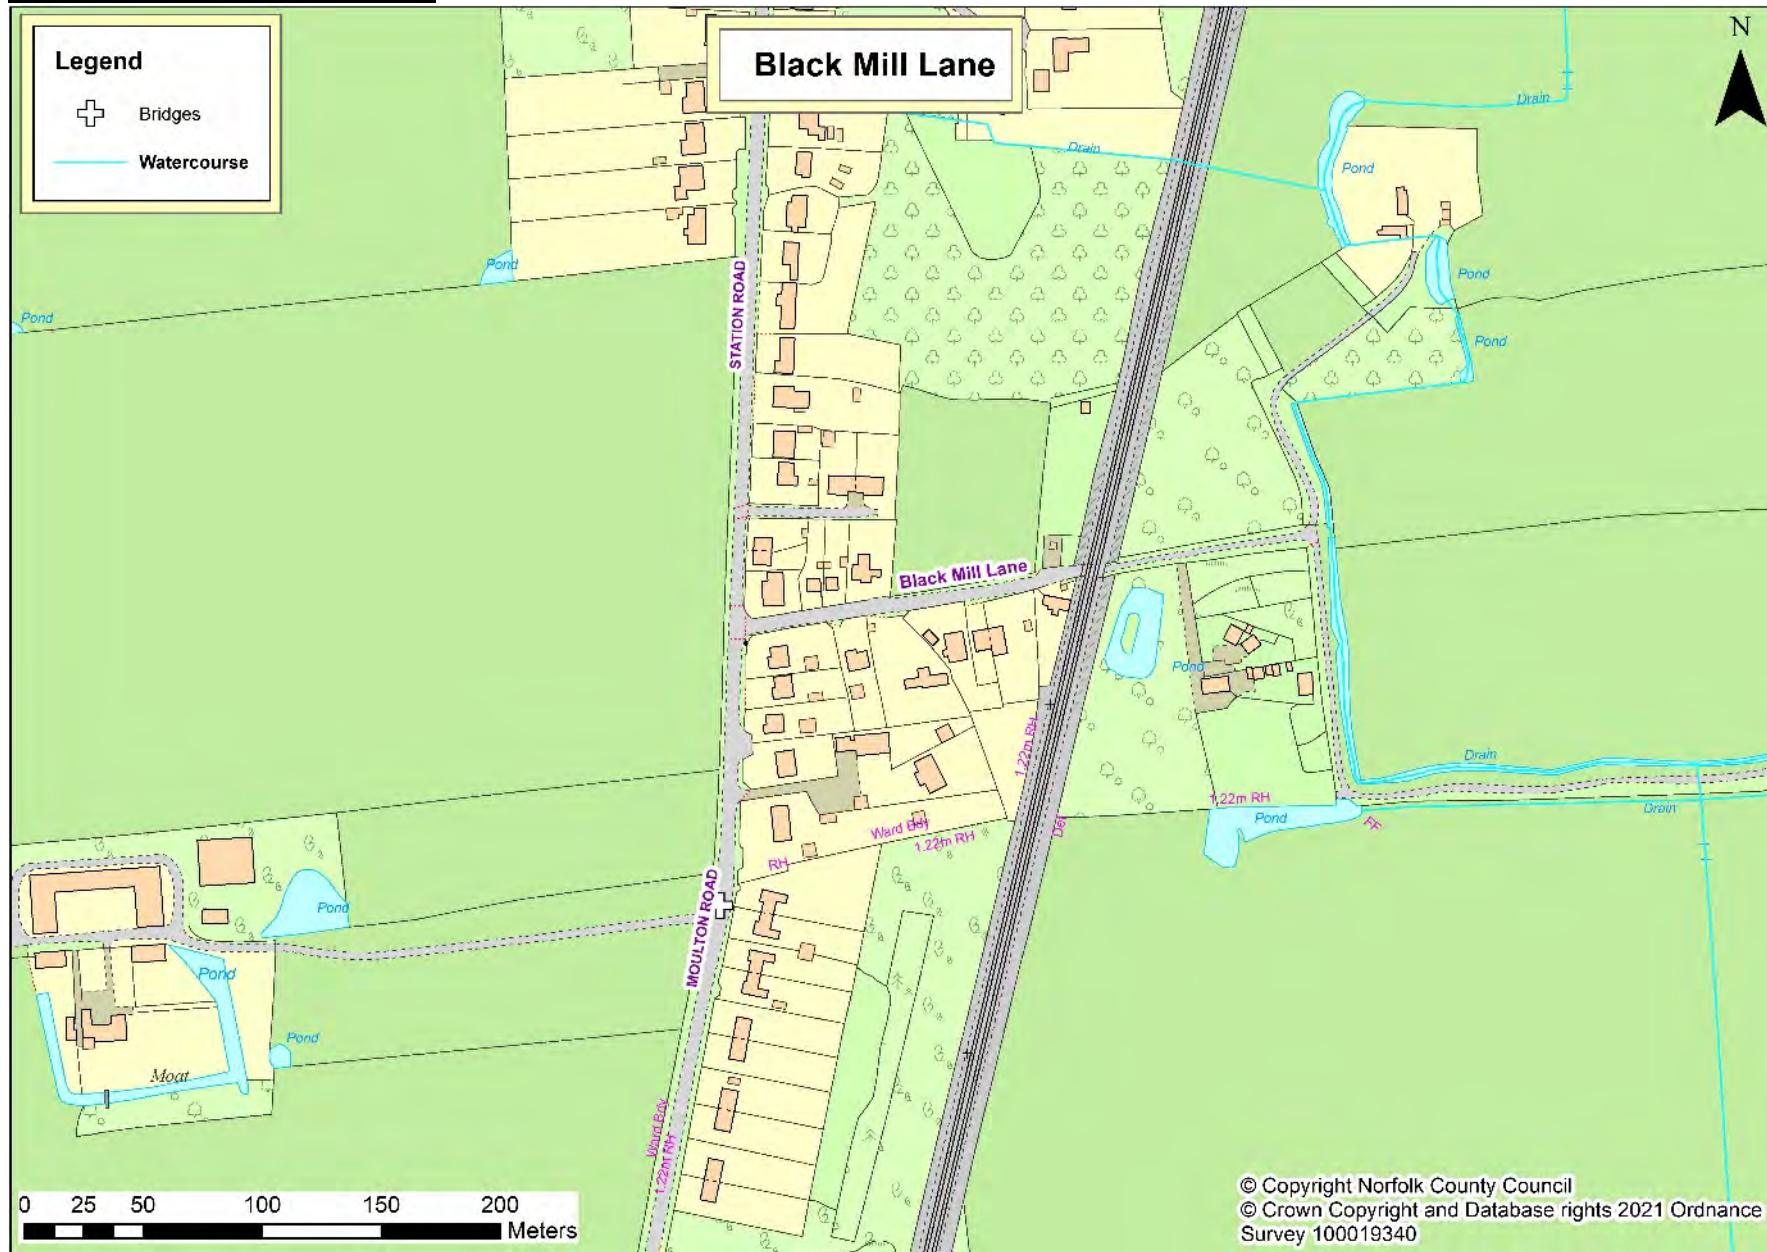 Legend
Bridges
Watercourse
Black Mill Lane
N
Drain
Drain
Pond
Pond
Pond
Pond
Pond
STATION ROAD
Black Mill Lane
Pond
1.22m RH
Drain
1.22m RH
Drain
Pond
FF
Def
Ward Bdy
1.22m RH
RH
MOULTON ROAD
Pond
Pond
Pond
Moat
Ward Bdy
1.22m RH
0 25 50 100 150 200
Meters
© Copyright Norfolk County Council
© Crown Copyright and Database rights 2021 Ordnance
Survey 100019340